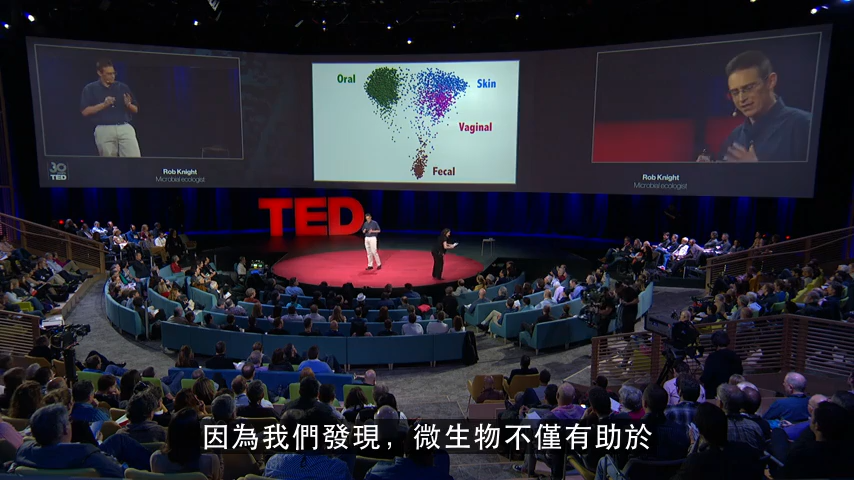 Oral
Skin
Vaginal
Fecal
Rob Knight
Microbial ecologist
30
TED
Rob Knight
Microbial ecologist
TED
因為我們發現，微生物不僅有助於